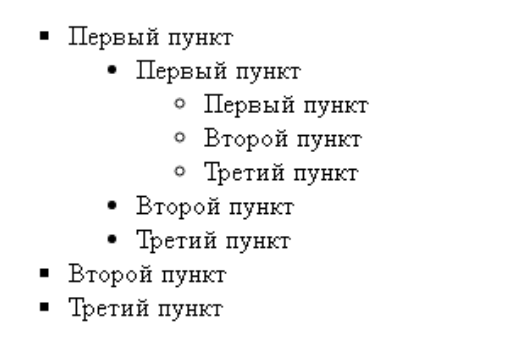 ▪ Первый пункт
• Первый пункт
◦ Первый пункт
◦ Второй пункт
◦ Третий пункт
• Второй пункт
• Третий пункт
▪ Второй пункт
▪ Третий пункт